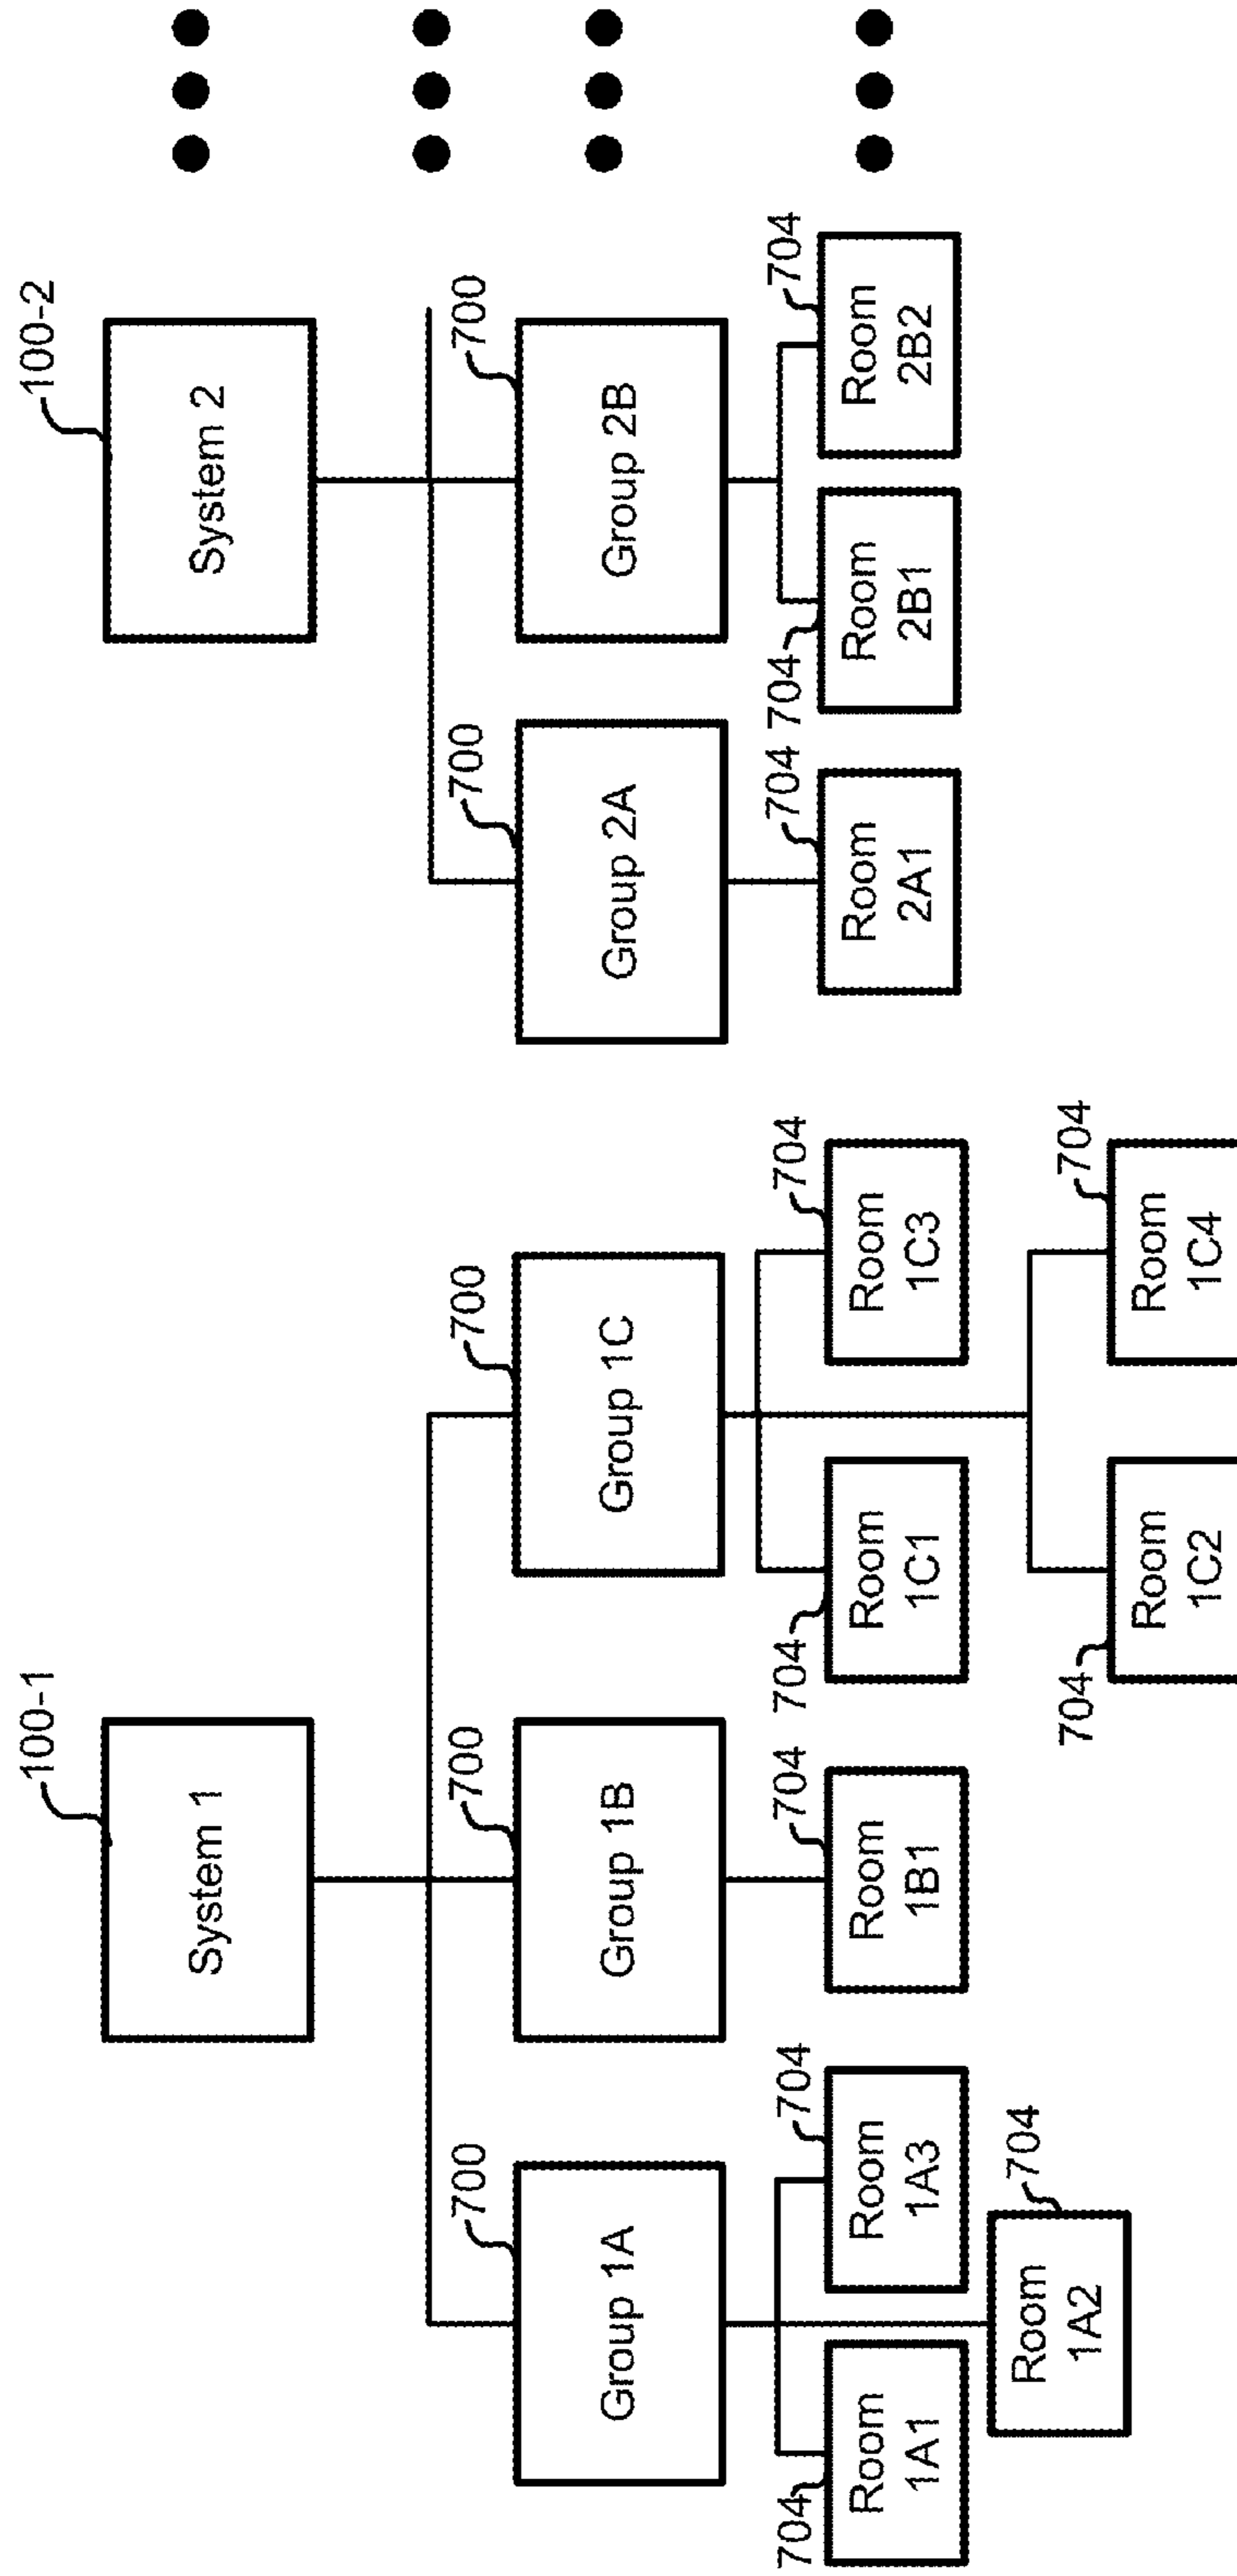 100-1
System 1
100-2
System 2
700
Group 1A
700
Group 1B
700
Group 1C
700
Group 2A
700
Group 2B
704
Room
1A1
704
Room
1A3
704
Room
1B1
704
Room
1C1
704
Room
1C3
704
Room
2A1
704
Room
2B1
704
Room
2B2
704
Room
1A2
704
Room
1C2
704
Room
1C4